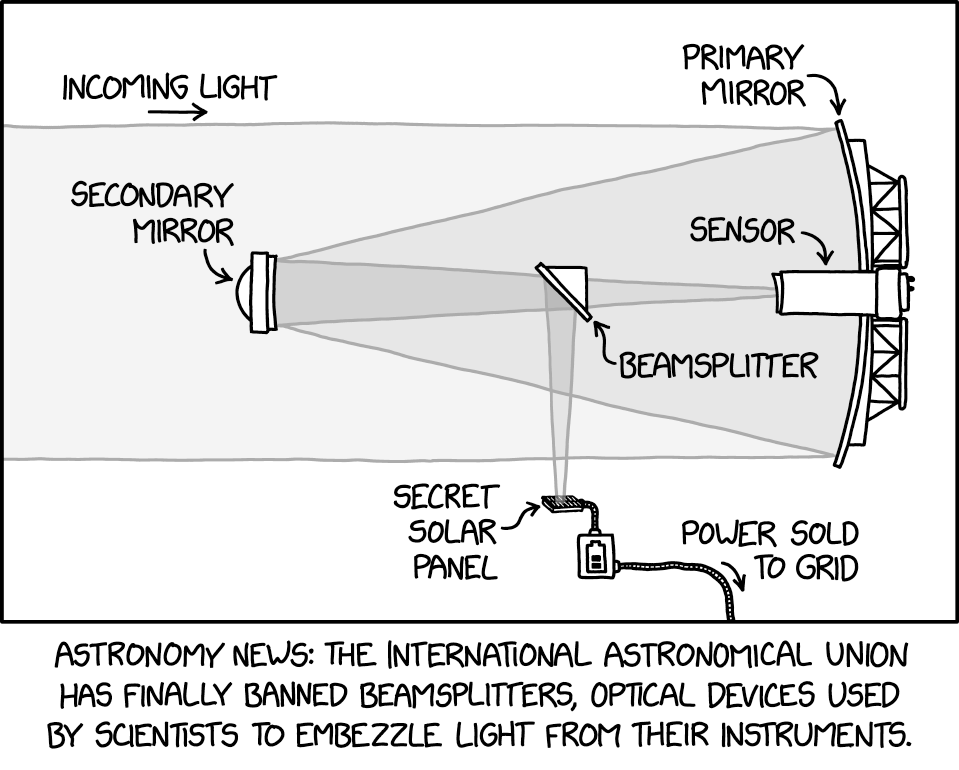 INCOMING LIGHT
PRIMARY
MIRROR
SECONDARY
MIRROR
SENSOR
BEAMSPLITTER
SECRET
SOLAR
PANEL
POWER SOLD
TO GRID
ASTRONOMY NEWS: THE INTERNATIONAL ASTRONOMICAL UNION
HAS FINALLY BANNED BEAMSPLITTERS, OPTICAL DEVICES USED
BY SCIENTISTS TO EMBEZZLE LIGHT FROM THEIR INSTRUMENTS.